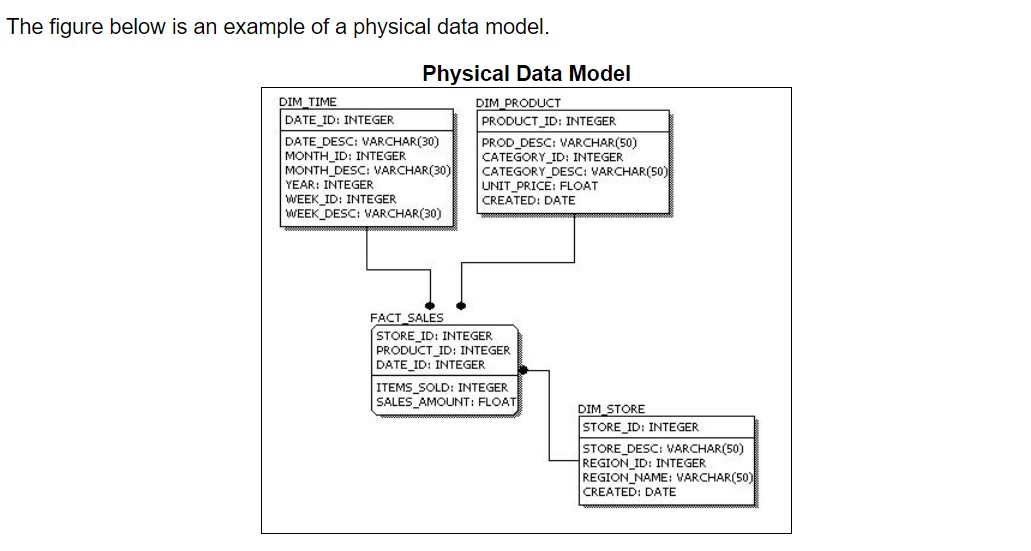 The figure below is an example of a physical data model.
Physical Data Model
DIM_TIME
DATE_ID: INTEGER
DATE_DESC: VARCHAR(30)
MONTH_ID: INTEGER
MONTH_DESC: VARCHAR(30)
YEAR: INTEGER
WEEK_ID: INTEGER
WEEK_DESC: VARCHAR(30)
DIM_PRODUCT
PRODUCT_ID: INTEGER
PROD_DESC: VARCHAR(50)
CATEGORY_ID: INTEGER
CATEGORY_DESC: VARCHAR(50)
UNIT_PRICE: FLOAT
CREATED: DATE
FACT_SALES
STORE_ID: INTEGER
PRODUCT_ID: INTEGER
DATE_ID: INTEGER
ITEMS_SOLD: INTEGER
SALES_AMOUNT: FLOAT
DIM_STORE
STORE_ID: INTEGER
STORE_DESC: VARCHAR(50)
REGION_ID: INTEGER
REGION_NAME: VARCHAR(50)
CREATED: DATE